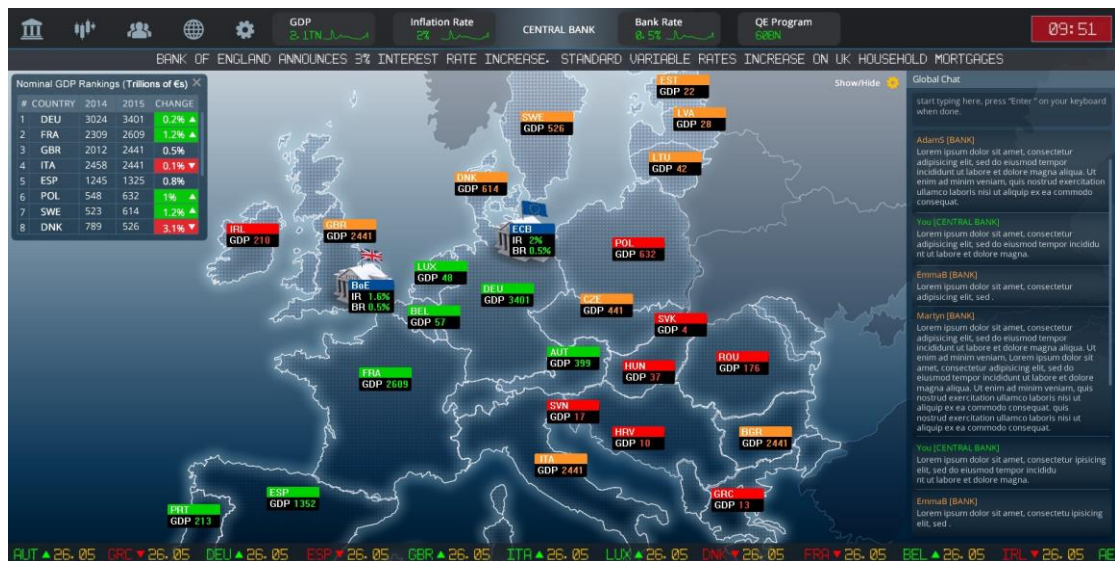 GDP
2.1TN
Inflation Rate
2%
CENTRAL BANK
Bank Rate
0.5%
QE Program
60BN
09:51
BANK OF ENGLAND ANNOUNCES 3% INTEREST RATE INCREASE. STANDARD VARIABLE RATES INCREASE ON UK HOUSEHOLD MORTGAGES
Nominal GDP Rankings (Trillions of €s) ×
# COUNTRY 2014 2015 CHANGE
1 DEU 3024 3401 0.2% ▲
2 FRA 2309 2609 1.2% ▲
3 GBR 2012 2441 0.5%
4 ITA 2458 2441 0.1% ▼
5 ESP 1245 1325 0.8%
6 POL 548 632 1% ▲
7 SWE 523 614 1.2% ▲
8 DNK 789 526 3.1% ▼
Show/Hide
EST
GDP 22
LVA
GDP 28
SWE
GDP 526
LTU
GDP 42
DNK
GDP 614
IRL
GDP 210
GBR
GDP 2441
ECB
IR 2%
BR 0.5%
POL
GDP 632
LUX
GDP 48
BoE
IR 1.6%
BR 0.5%
DEU
GDP 3401
BEL
GDP 57
CZE
GDP 441
SVK
GDP 4
AUT
GDP 399
ROU
GDP 176
HUN
GDP 37
FRA
GDP 2609
SVN
GDP 17
HRV
GDP 10
BGR
GDP 2441
ITA
GDP 2441
ESP
GDP 1352
GRC
GDP 13
PRT
GDP 213
Global Chat
start typing here, press "Enter" on your keyboard
when done.
AdamS [BANK]
Lorem ipsum dolor sit amet, consectetur
adipisicing elit, sed do eiusmod tempor
incididunt ut labore et dolore magna aliqua. Ut
enim ad minim veniam, quis nostrud exercitation
ullamco laboris nisi ut aliquip ex ea commodo
consequat.
You [CENTRAL BANK]
Lorem ipsum dolor sit amet, consectetur
adipisicing elit, sed do eiusmod tempor incididu
nt ut labore et dolore magna.
EmmaB [BANK]
Lorem ipsum dolor sit amet, consectetur
adipisicing elit, sed .
Martyn [BANK]
Lorem ipsum dolor sit amet, consectetur
adipisicing elit, sed do eiusmod tempor
incididunt ut labore et dolore magna aliqua. Ut
enim ad minim veniam, Lorem ipsum dolor sit
amet, consectetur adipisicing elit, sed do
eiusmod tempor incididunt ut labore et dolore
magna aliqua. Ut enim ad minim veniam, quis
nostrud exercitation ullamco laboris nisi ut
aliquip ex ea commodo consequat. quis
nostrud exercitation ullamco laboris nisi ut
aliquip ex ea commodo consequat.
You [CENTRAL BANK]
Lorem ipsum dolor sit amet, consectetur ipisicing
elit, sed do eiusmod tempor incididu
nt ut labore et dolore magna.
EmmaB [BANK]
Lorem ipsum dolor sit amet, consectetu ipisicing
elit, sed .
AUT ▲ 26.05 GRC ▼ 26.05 DEU ▲ 26.05 ESP ▼ 26.05 GBR ▲ 26.05 ITA ▲ 26.05 LUX ▲ 26.05 DNK ▼ 26.05 FRA ▼ 26.05 BEL ▲ 26.05 IRL ▼ 26.05 AE